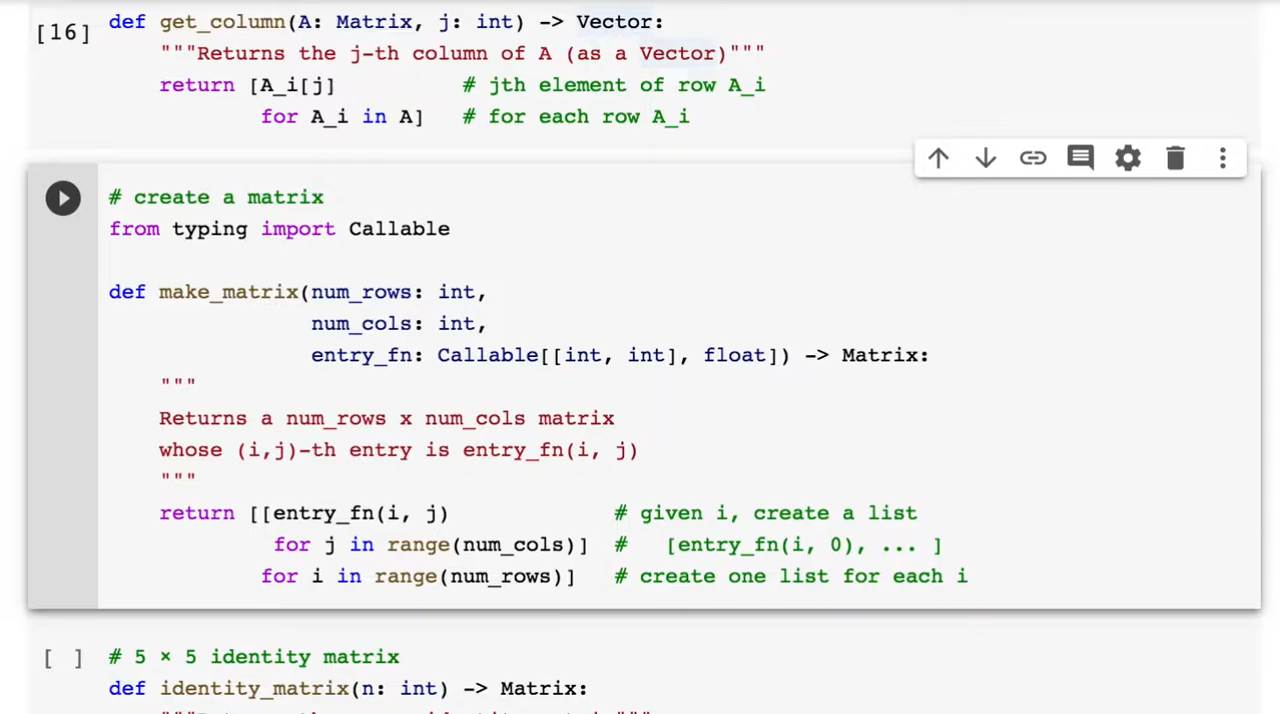 [16] def get_column(A: Matrix, j: int) -> Vector:
    """Returns the j-th column of A (as a Vector)"""
    return [A_i[j]          # jth element of row A_i
            for A_i in A]   # for each row A_i
# create a matrix
from typing import Callable
def make_matrix(num_rows: int,
                num_cols: int,
                entry_fn: Callable[[int, int], float]) -> Matrix:
    """
    Returns a num_rows x num_cols matrix
    whose (i,j)-th entry is entry_fn(i, j)
    """
    return [[entry_fn(i, j)             # given i, create a list
             for j in range(num_cols)]  #   [entry_fn(i, 0), ... ]
            for i in range(num_rows)]   # create one list for each i
[ ] # 5 × 5 identity matrix
def identity_matrix(n: int) -> Matrix: